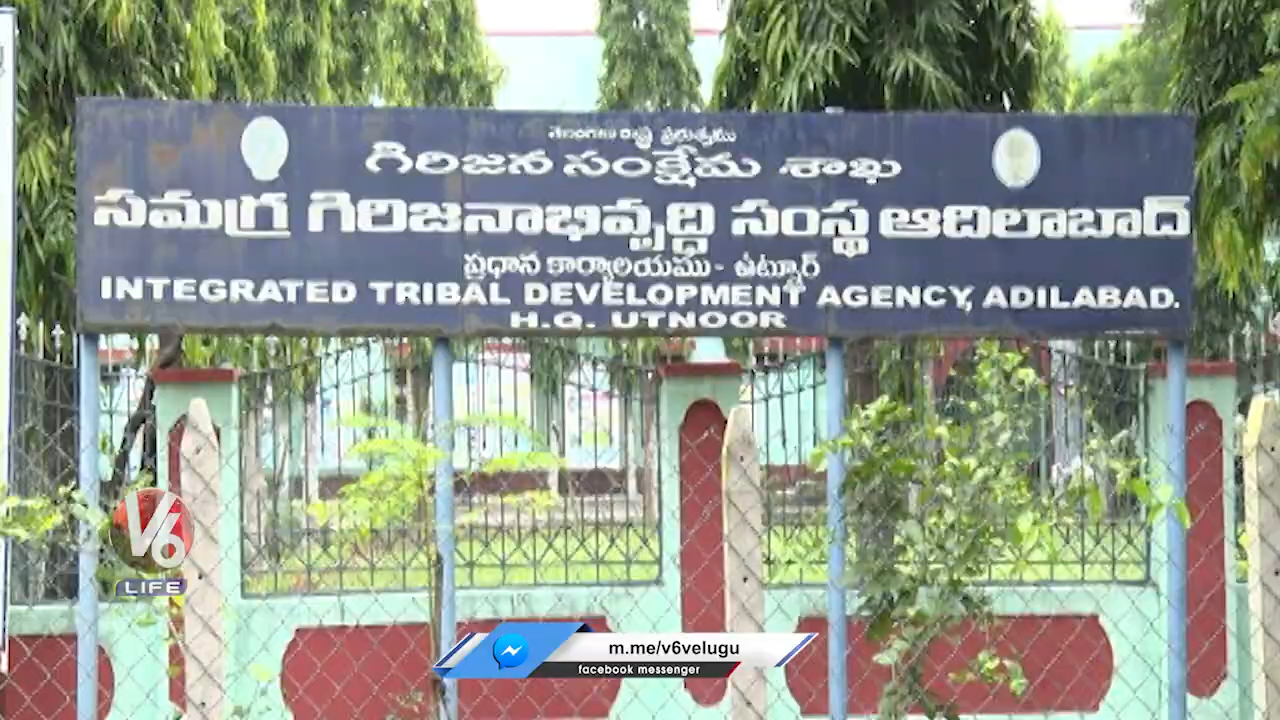 తెలంగాణ రాష్ట్ర ప్రభుత్వము
గిరిజన సంక్షేమ శాఖ
సమగ్ర గిరిజనాభివృద్ధి సంస్థ ఆదిలాబాద్
ప్రధాన కార్యాలయము- ఉట్నూర్
INTEGRATED TRIBAL DEVELOPMENT AGENCY, ADILABAD.
H.Q. UTNOOR
V6
LIFE
m.me/v6velugu
facebook messenger